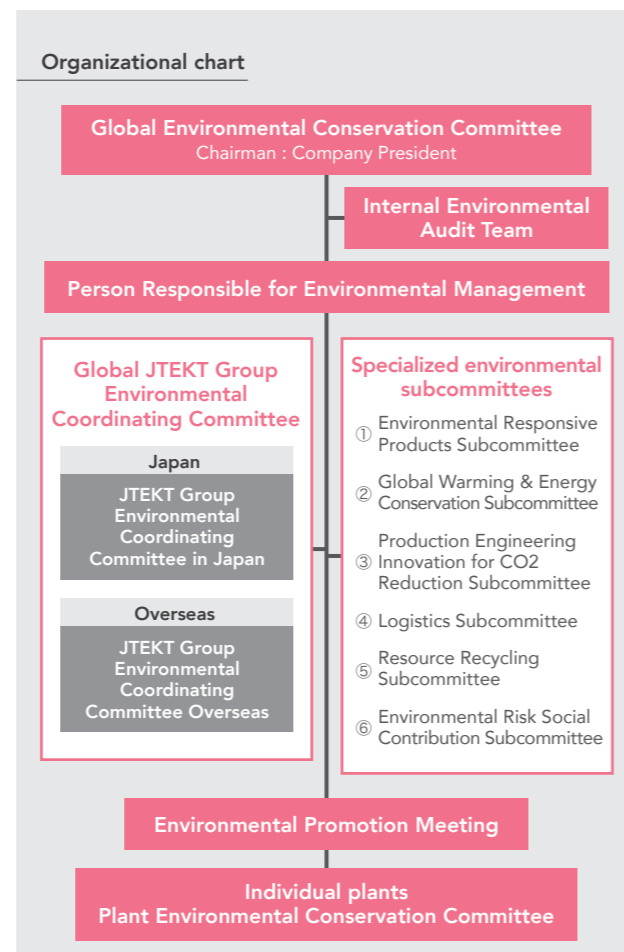 Organizational chart
Global Environmental Conservation Committee
Chairman : Company President
Internal Environmental
Audit Team
Person Responsible for Environmental Management
Global JTEKT Group
Environmental
Coordinating Committee
Japan
JTEKT Group
Environmental
Coordinating
Committee in Japan
Overseas
JTEKT Group
Environmental
Coordinating
Committee Overseas
Specialized environmental
subcommittees
① Environmental Responsive
Products Subcommittee
② Global Warming & Energy
Conservation Subcommittee
③ Production Engineering
Innovation for CO2
Reduction Subcommittee
④ Logistics Subcommittee
⑤ Resource Recycling
Subcommittee
⑥ Environmental Risk Social
Contribution Subcommittee
Environmental Promotion Meeting
Individual plants
Plant Environmental Conservation Committee